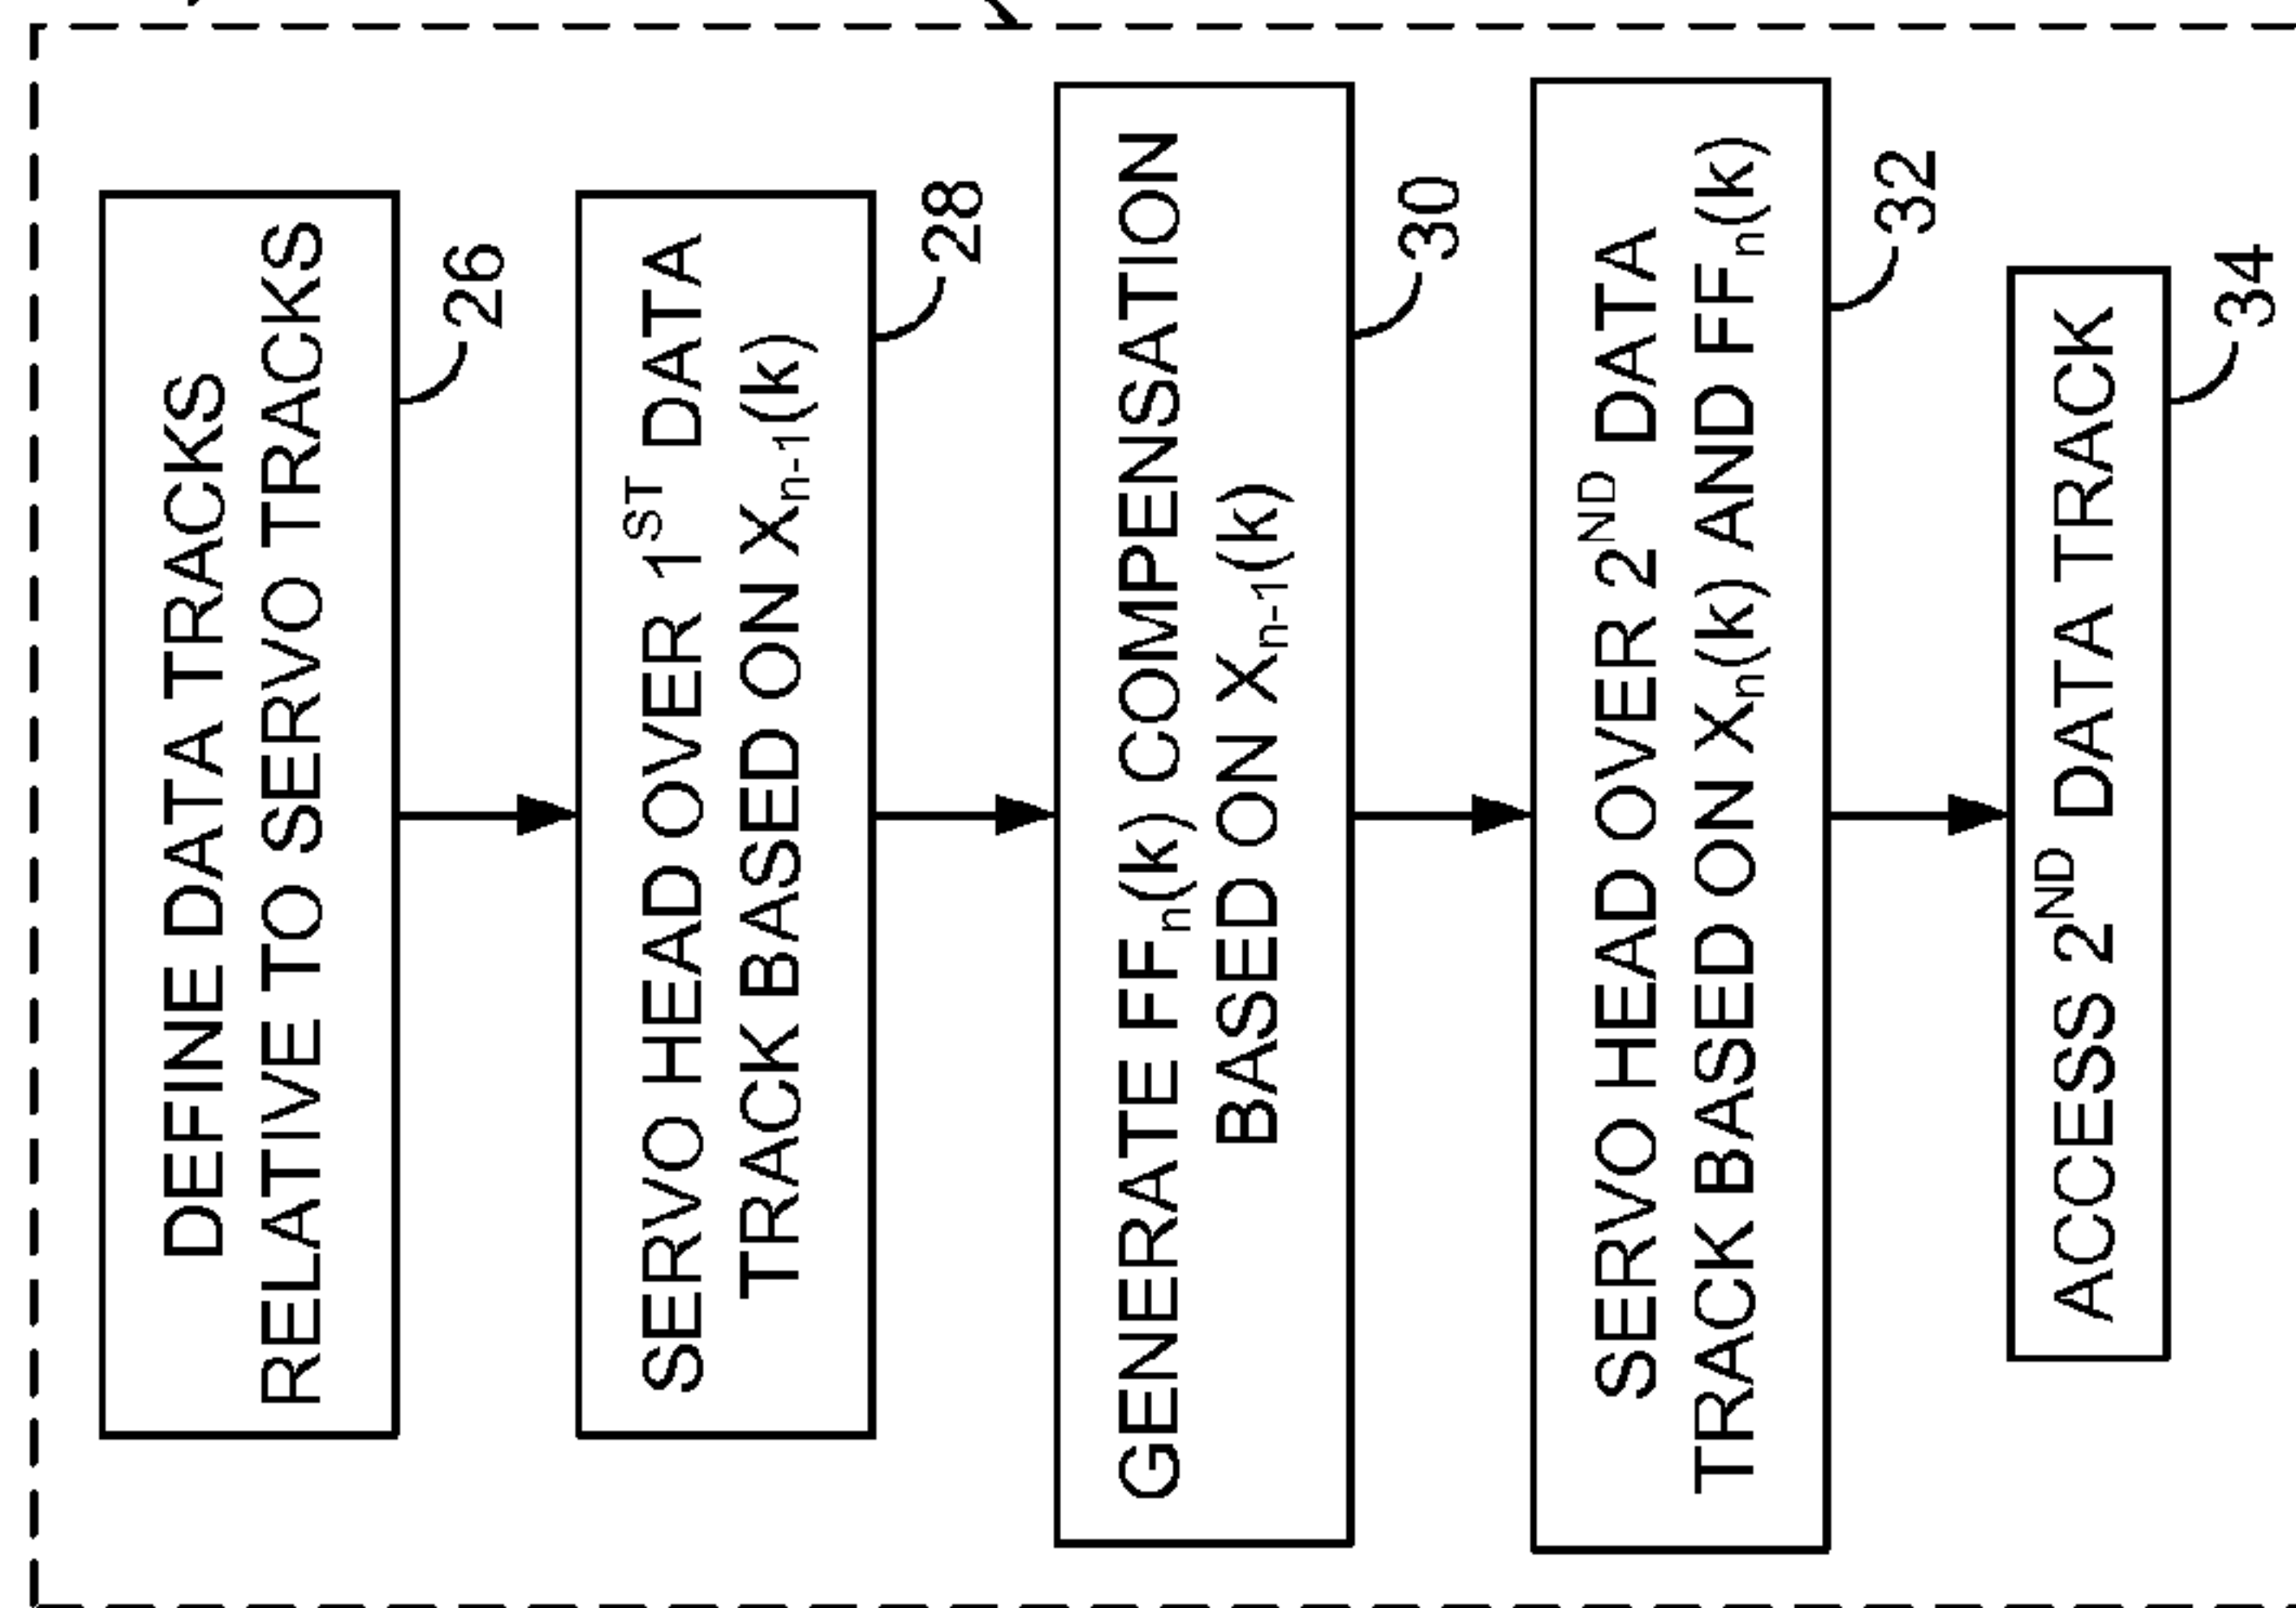 DEFINE DATA TRACKS
RELATIVE TO SERVO TRACKS
26
SERVO HEAD OVER 1ST DATA
TRACK BASED ON Xn-1(k)
28
GENERATE FFn(k) COMPENSATION
BASED ON Xn-1(k)
30
SERVO HEAD OVER 2ND DATA
TRACK BASED ON Xn(k) AND FFn(k)
32
ACCESS 2ND DATA TRACK
34